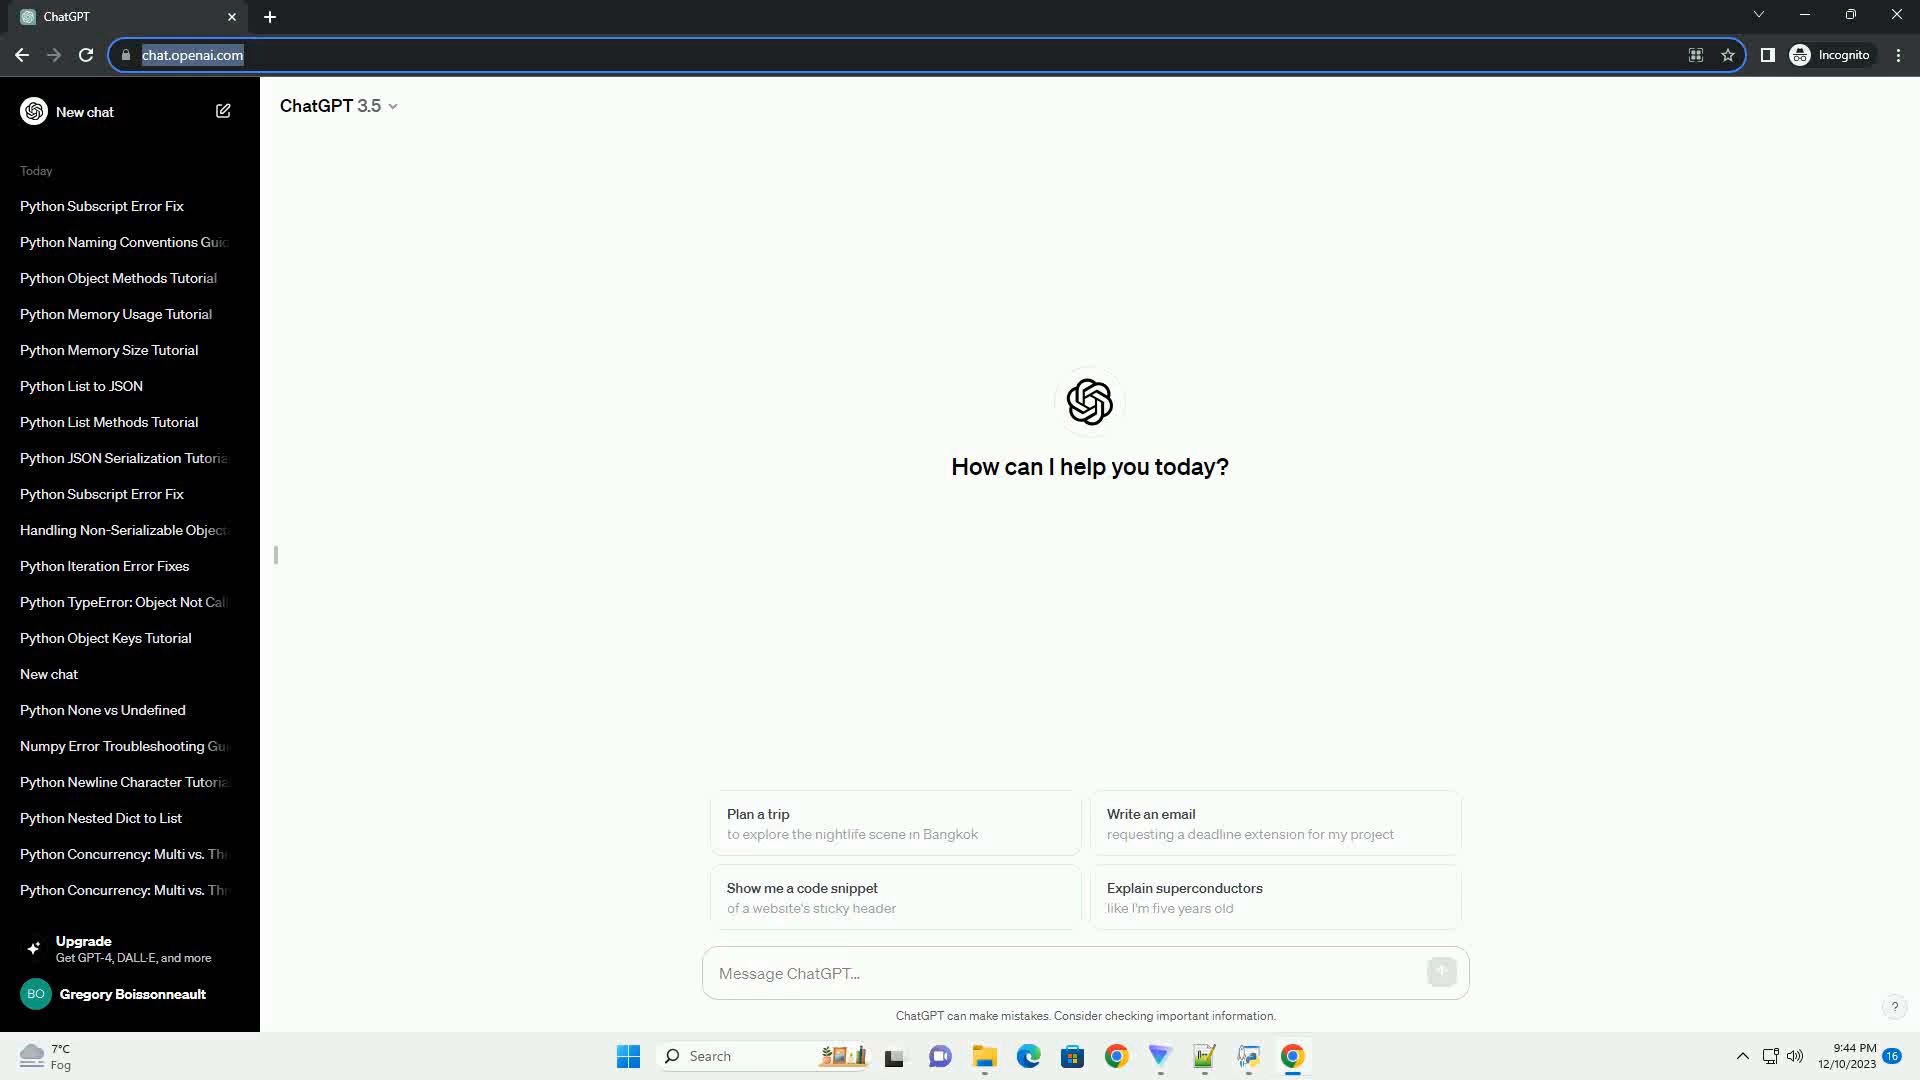 ChatGPT
chat.openai.com
Incognito
New chat
ChatGPT 3.5
Today
Python Subscript Error Fix
Python Naming Conventions Guid
Python Object Methods Tutorial
Python Memory Usage Tutorial
Python Memory Size Tutorial
Python List to JSON
Python List Methods Tutorial
Python JSON Serialization Tutoria
Python Subscript Error Fix
Handling Non-Serializable Object
Python Iteration Error Fixes
Python TypeError: Object Not Call
Python Object Keys Tutorial
New chat
Python None vs Undefined
Numpy Error Troubleshooting Gui
Python Newline Character Tutoria
Python Nested Dict to List
Python Concurrency: Multi vs. Thr
Python Concurrency: Multi vs. Thr
Upgrade
Get GPT-4, DALL·E, and more
BO
Gregory Boissonneault
How can I help you today?
Plan a trip
to explore the nightlife scene in Bangkok
Write an email
requesting a deadline extension for my project
Show me a code snippet
of a website's sticky header
Explain superconductors
like I'm five years old
Message ChatGPT...
ChatGPT can make mistakes. Consider checking important information.
?
7°C
Fog
Search
9:44 PM
12/10/2023
16